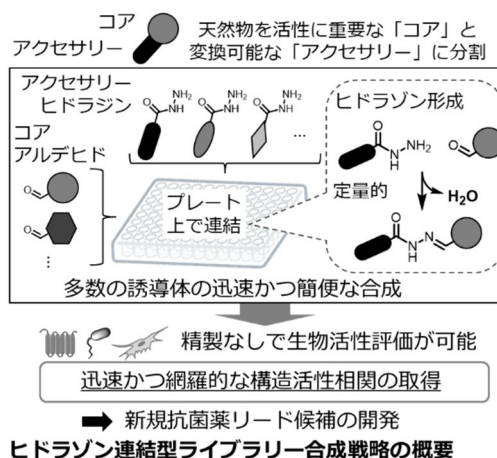 コア
アクセサリー
天然物を活性に重要な「コア」と
変換可能な「アクセサリー」に分割
アクセサリー
ヒドラジン
O
N
H
NH₂
O
N
H
NH₂
O
N
H
NH₂
...
コア
アルデヒド
O
O
⋮
プレート
上で連結
ヒドラゾン形成
O
N
H
NH₂
O
定量的
H₂O
O
N
H
N
多数の誘導体の迅速かつ簡便な合成
精製なしで生物活性評価が可能
迅速かつ網羅的な構造活性相関の取得
新規抗菌薬リード候補の開発
ヒドラゾン連結型ライブラリー合成戦略の概要